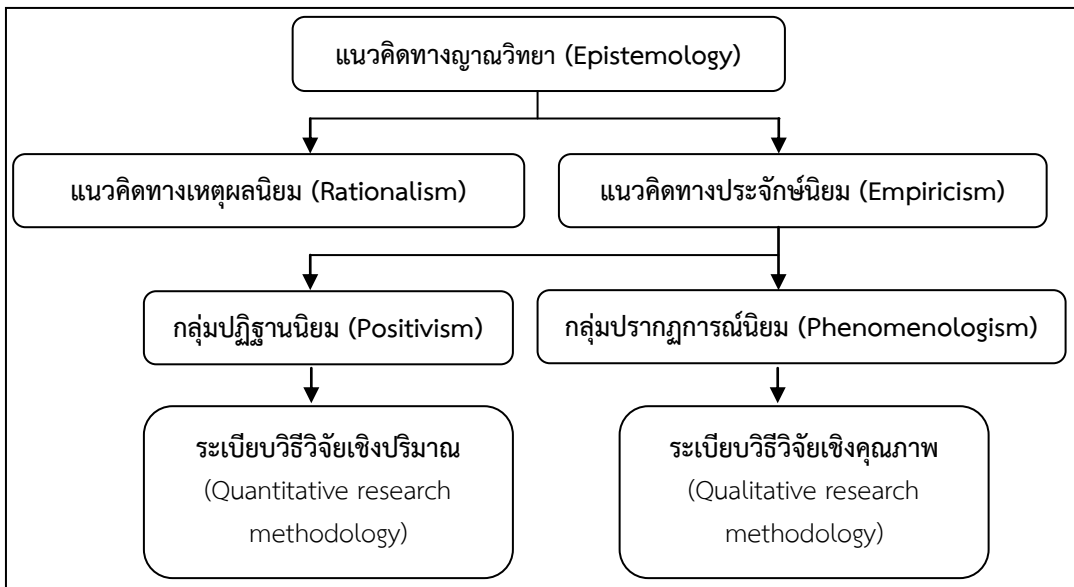 แนวคิดทางญาณวิทยา (Epistemology)
แนวคิดทางเหตุผลนิยม (Rationalism)
แนวคิดทางประจักษ์นิยม (Empiricism)
กลุ่มปฏิฐานนิยม (Positivism)
กลุ่มปรากฏการณ์นิยม (Phenomenologism)
ระเบียบวิธีวิจัยเชิงปริมาณ
(Quantitative research
methodology)
ระเบียบวิธีวิจัยเชิงคุณภาพ
(Qualitative research
methodology)